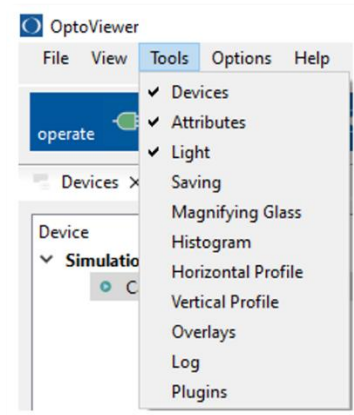 OptoViewer
File View Tools Options Help
Devices
Attributes
Light
Saving
Magnifying Glass
Histogram
Horizontal Profile
Vertical Profile
Overlays
Log
Plugins
operate
Devices
Device